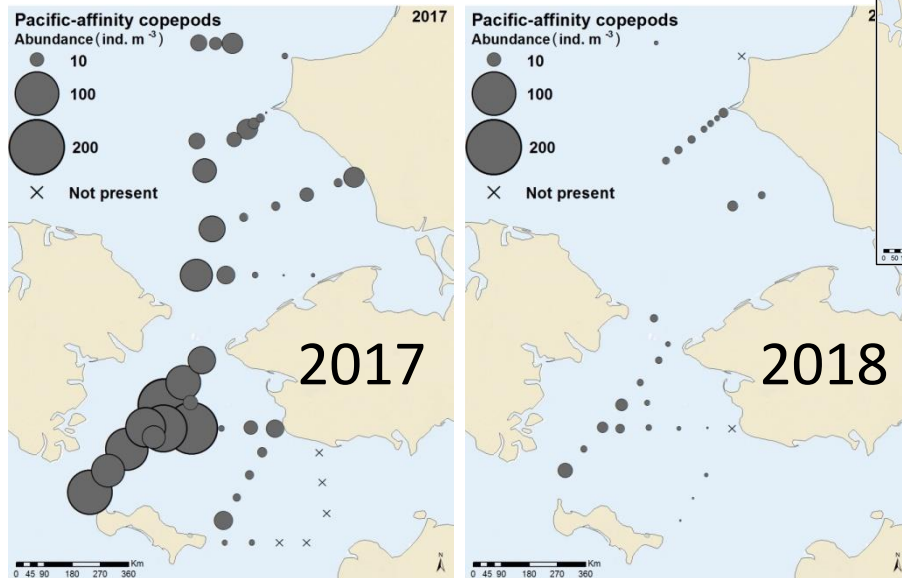 2017
Pacific-affinity copepods
Abundance (ind. m -3)
10
100
200
Not present
2017
0 45 90 180 270 360
Km
N
Pacific-affinity copepods
Abundance (ind. m -3)
10
100
200
Not present
2018
0 45 90 180 270 360
Km
N